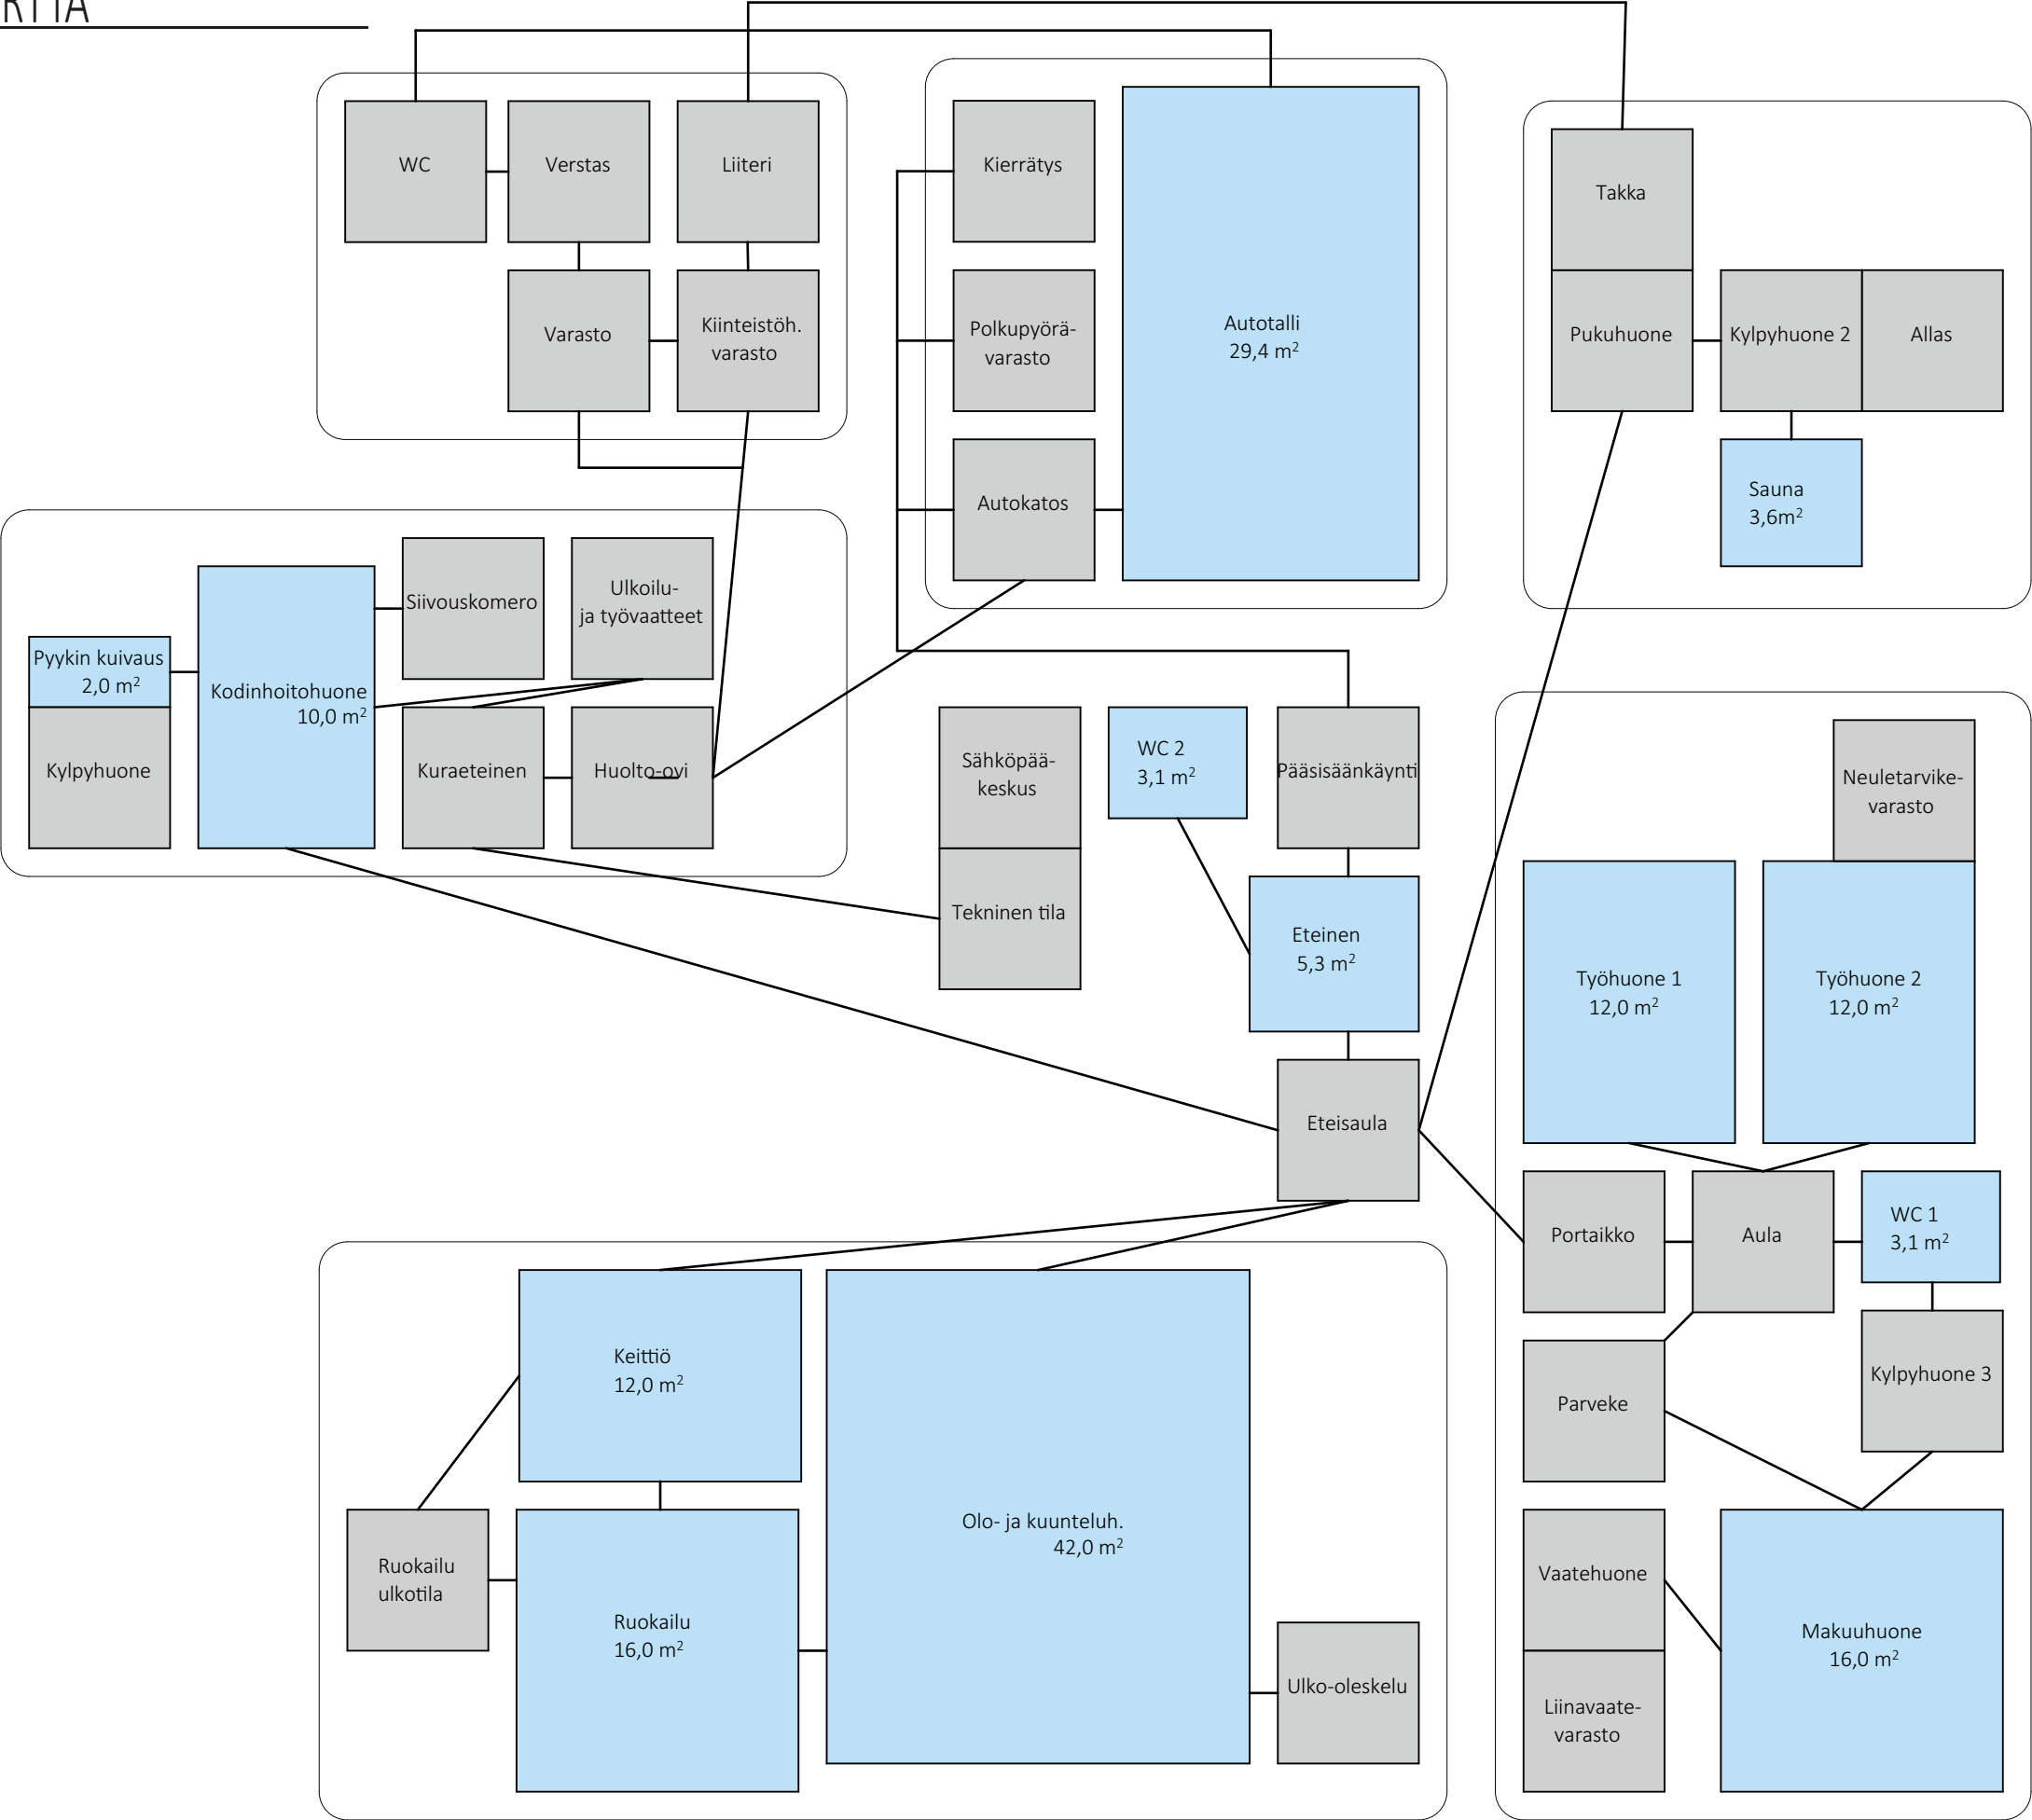 WC
Verstas
Liiteri
Varasto
Kiinteistöh.
varasto
Kierrätys
Polkupyörä-
varasto
Autokatos
Autotalli
29,4 m²
Takka
Pukuhuone
Kylpyhuone 2
Allas
Sauna
3,6m²
Siivouskomero
Ulkoilu-
ja työvaatteet
Pyykin kuivaus
2,0 m²
Kodinhoitohuone
10,0 m²
Kylpyhuone
Kuraeteinen
Huolto-ovi
Sähköpää-
keskus
Tekninen tila
WC 2
3,1 m²
Pääsisäänkäynti
Eteinen
5,3 m²
Eteisaula
Neuletarvike-
varasto
Työhuone 1
12,0 m²
Työhuone 2
12,0 m²
Portaikko
Aula
WC 1
3,1 m²
Parveke
Kylpyhuone 3
Vaatehuone
Liinavaate-
varasto
Makuuhuone
16,0 m²
Keittiö
12,0 m²
Olo- ja kuunteluh.
42,0 m²
Ruokailu
ulkotila
Ruokailu
16,0 m²
Ulko-oleskelu